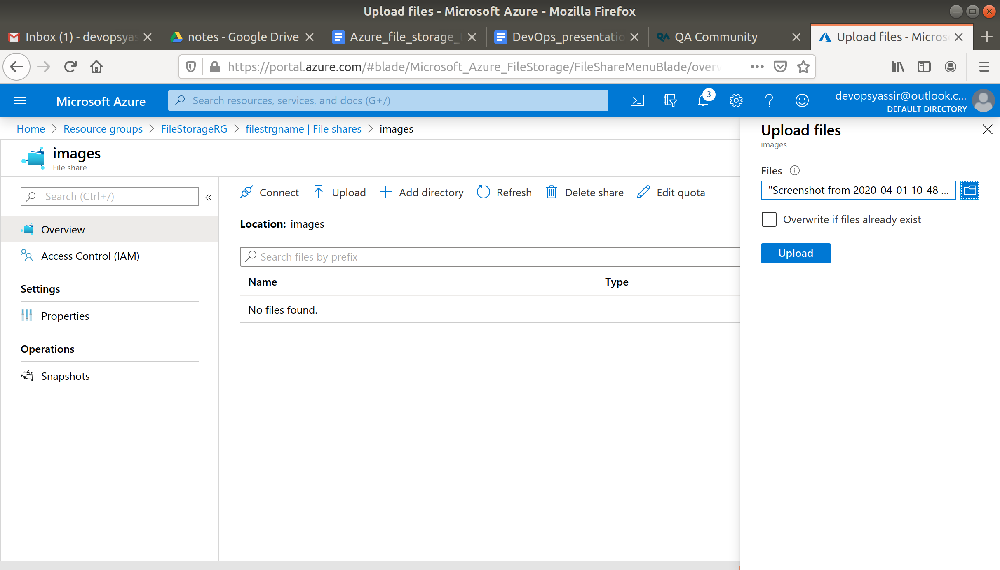 Upload files - Microsoft Azure - Mozilla Firefox
Inbox (1) - devopsyas
notes - Google Drive
Azure_file_storage_
DevOps_presentatio
QA Community
Upload files - Micros
https://portal.azure.com/#blade/Microsoft_Azure_FileStorage/FileShareMenuBlade/overv
Microsoft Azure
Search resources, services, and docs (G+/)
3
devopsyassir@outlook.c...
DEFAULT DIRECTORY
Home > Resource groups > FileStorageRG > filestrgname | File shares > images
images
File share
Search (Ctrl+/)
«
Overview
Access Control (IAM)
Settings
Properties
Operations
Snapshots
Connect
Upload
Add directory
Refresh
Delete share
Edit quota
Location: images
Search files by prefix
Name
Type
No files found.
Upload files
images
Files
"Screenshot from 2020-04-01 10-48 ...
Overwrite if files already exist
Upload